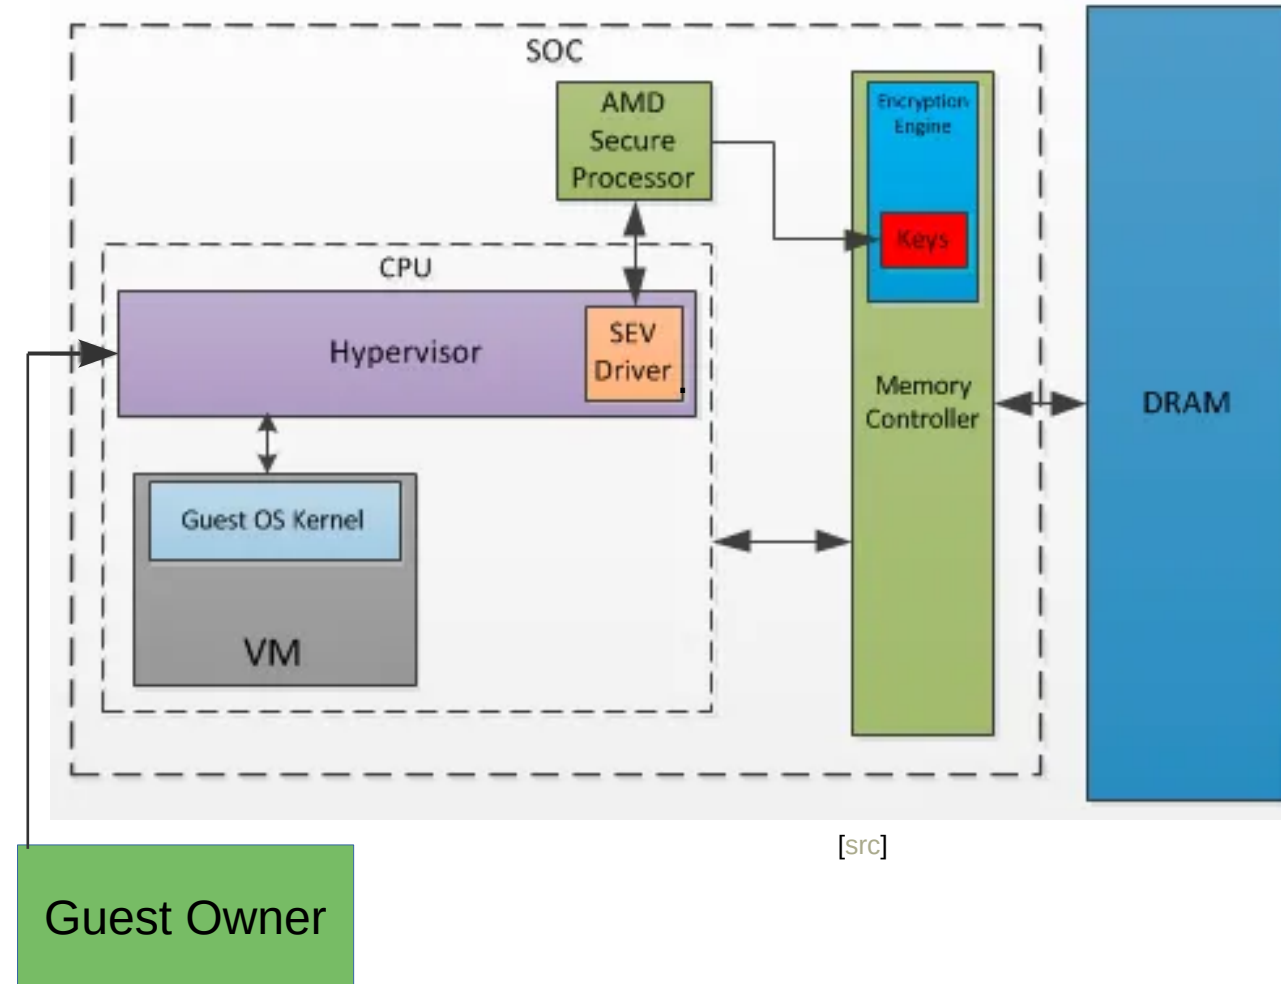 SOC
AMD
Secure
Processor
Encryption
Engine
Keys
CPU
Hypervisor
SEV
Driver
Memory
Controller
DRAM
Guest OS Kernel
VM
[src]
Guest Owner